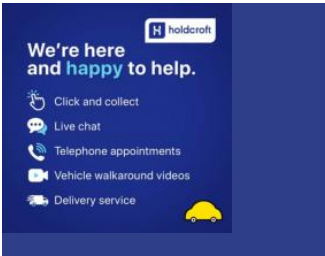 holdcroft
We're here
and happy to help.
Click and collect
Live chat
Telephone appointments
Vehicle walkaround videos
Delivery service